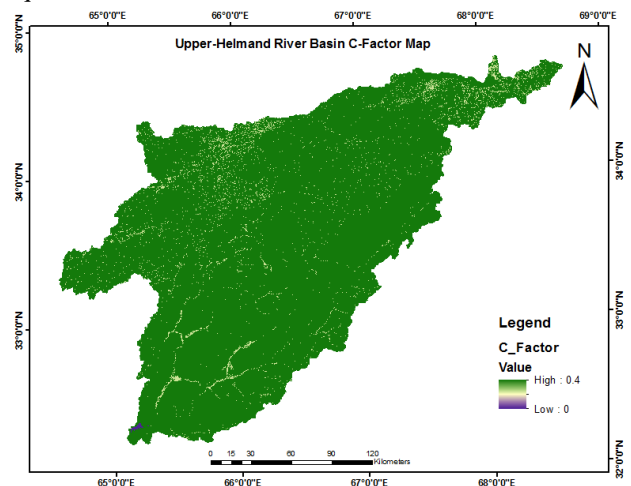 65°0'0"E 66°0'0"E 67°0'0"E 68°0'0"E 69°0'0"E
Upper-Helmand River Basin C-Factor Map
N
35°0'0"N
34°0'0"N
34°0'0"N
33°0'0"N
33°0'0"N
32°0'0"N
Legend
C_Factor
Value
High : 0.4
Low : 0
0 15 30 60 90 120
Kilometers
65°0'0"E 66°0'0"E 67°0'0"E 68°0'0"E